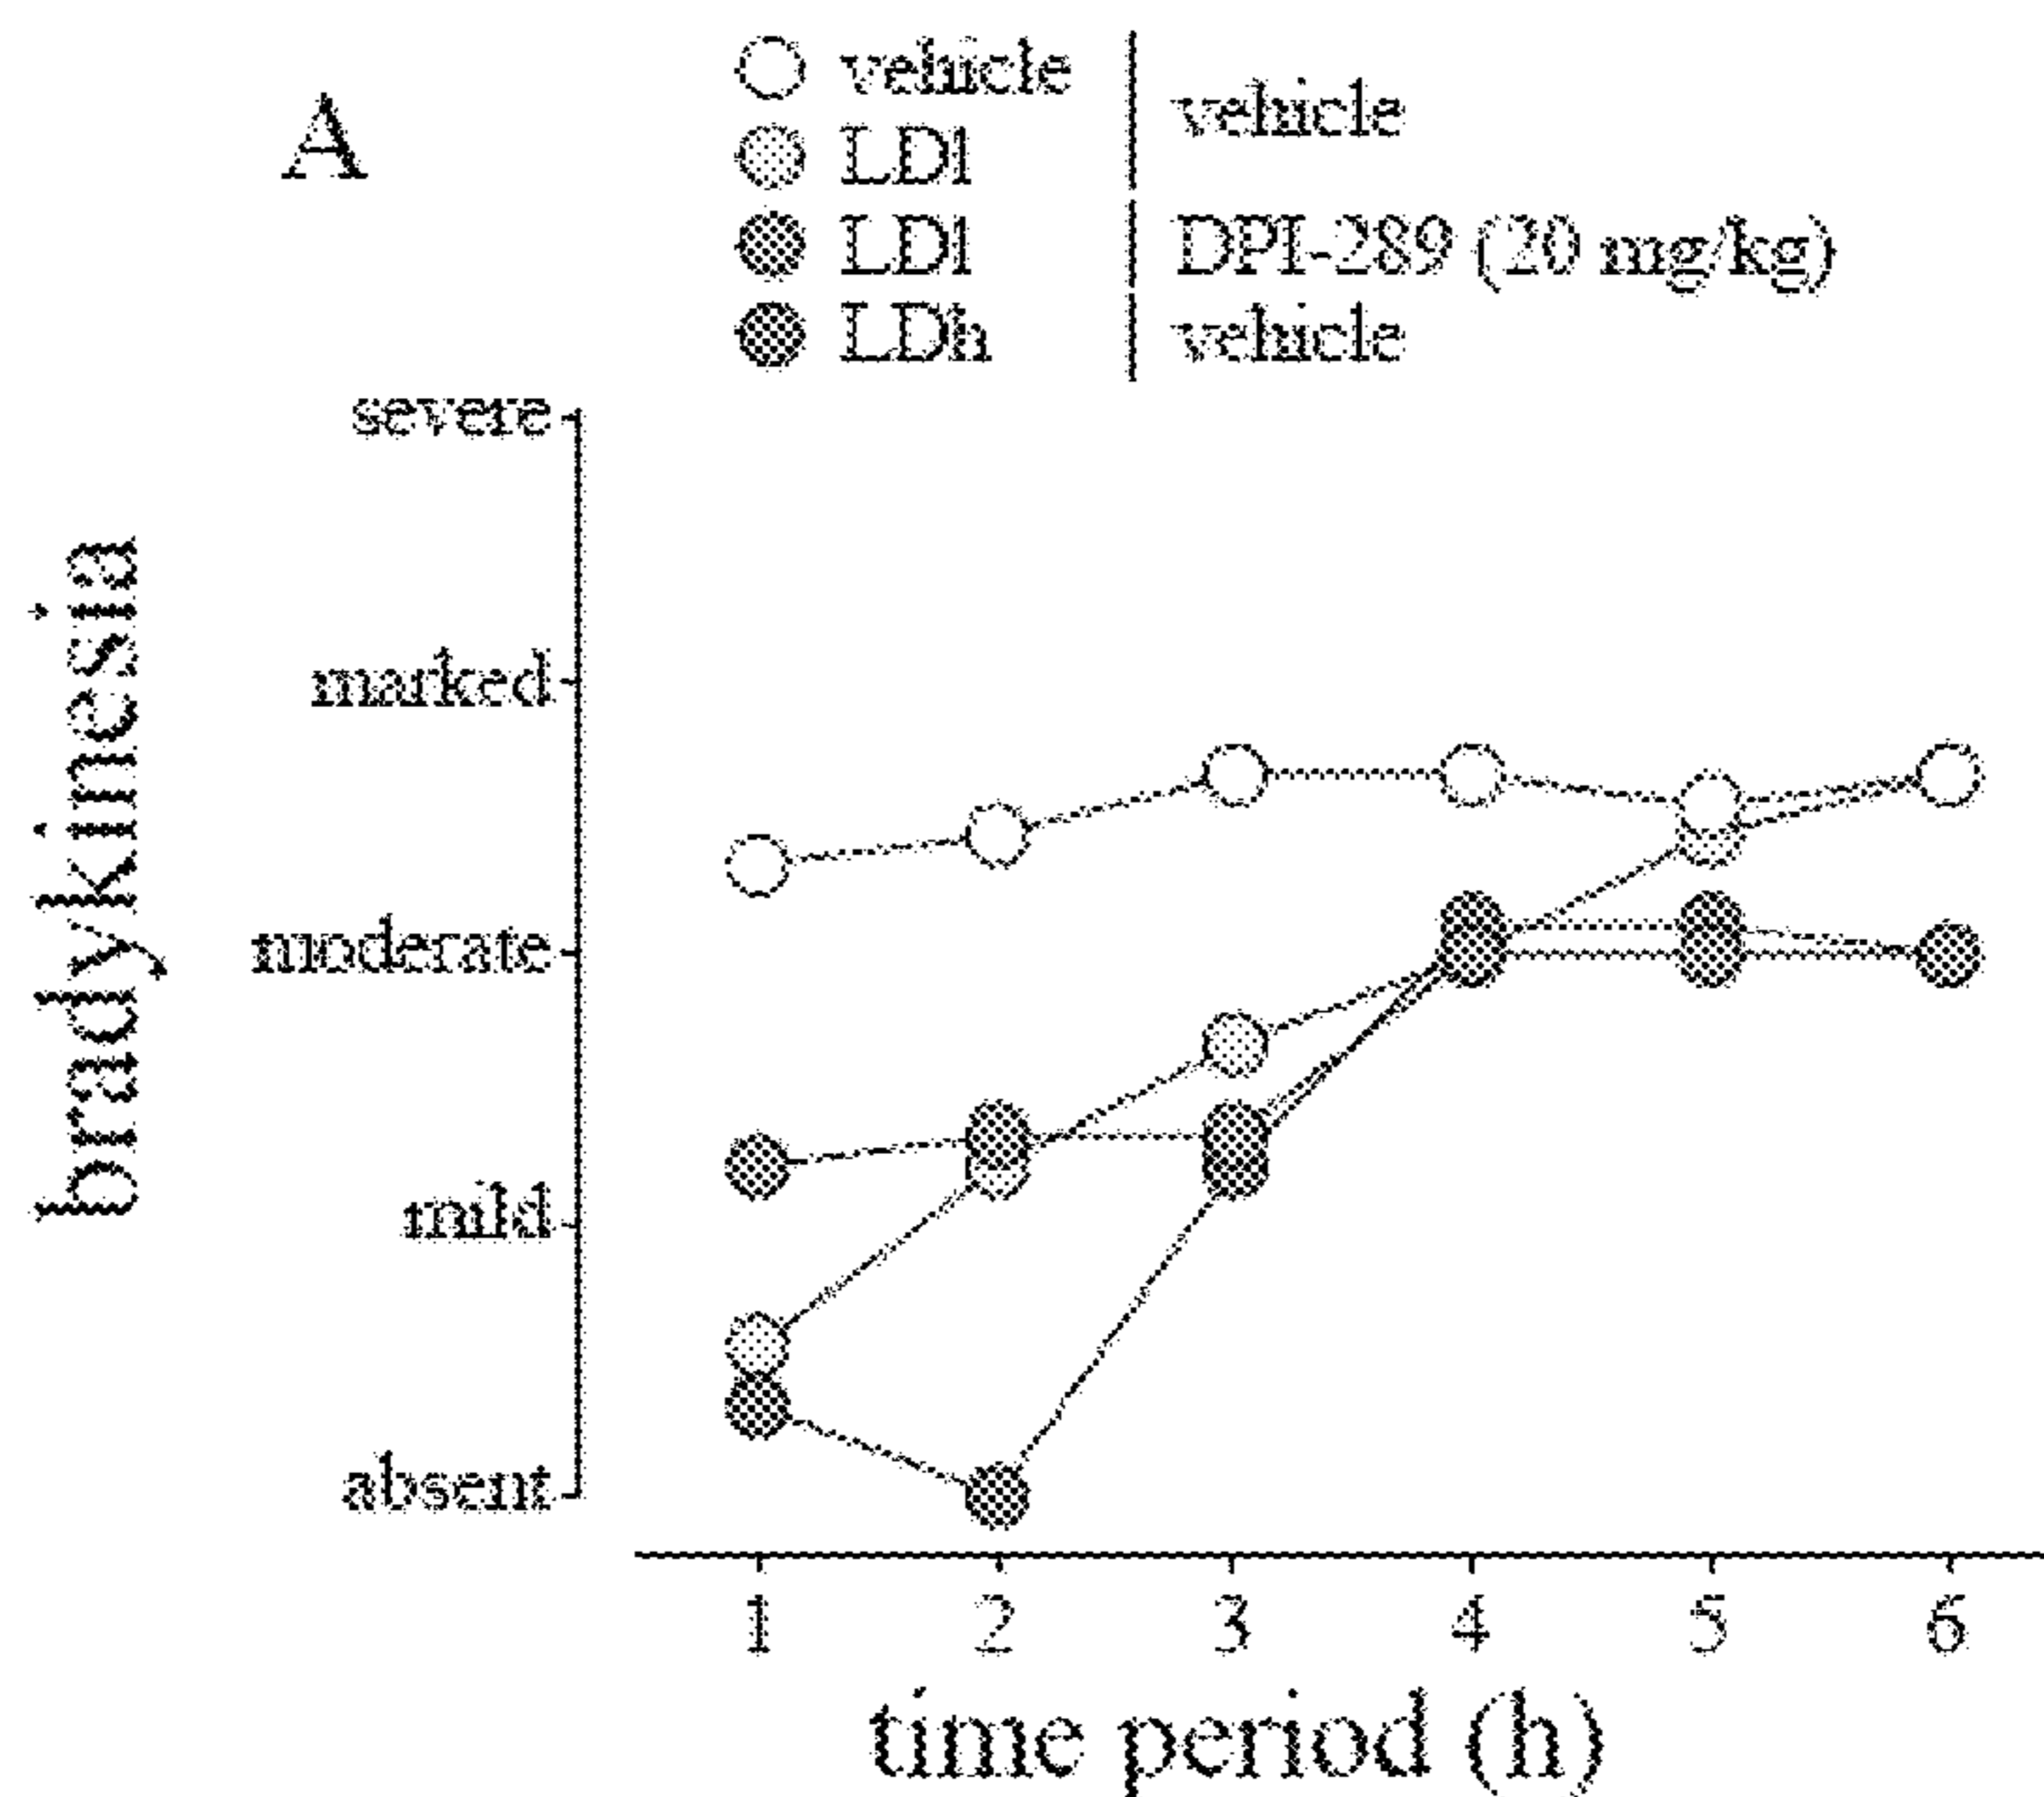 A
vehicle
LDl
LDl
LDh
vehicle
DPI-289 (20 mg/kg)
vehicle
bradykinesia
severe
marked
moderate
mild
absent
1 2 3 4 5 6
time period (h)